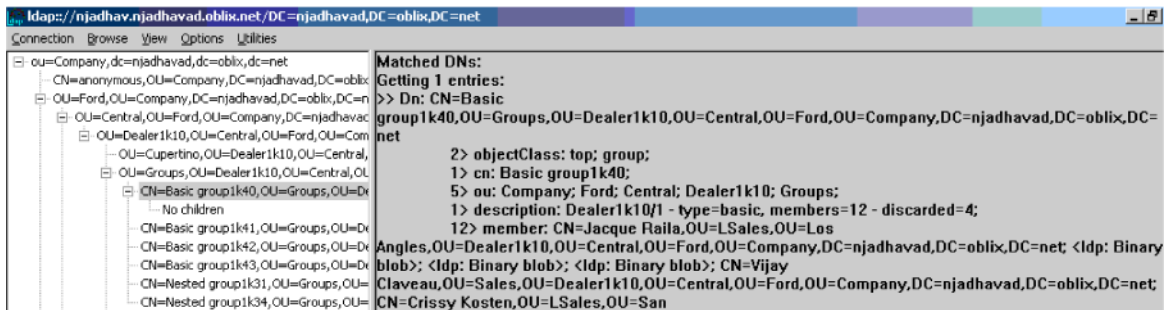 ldap://njadhav.njadhavad.oblix.net/DC=njadhavad,DC=oblix,DC=net
Connection Browse View Options Utilities
ou=Company,dc=njadhavad,dc=oblix,dc=net
CN=anonymous,OU=Company,DC=njadhavad,DC=oblix
OU=Ford,OU=Company,DC=njadhavad,DC=oblix,DC=n
OU=Central,OU=Ford,OU=Company,DC=njadhavad
OU=Dealer1k10,OU=Central,OU=Ford,OU=Com
OU=Cupertino,OU=Dealer1k10,OU=Central,
OU=Groups,OU=Dealer1k10,OU=Central,OU
CN=Basic group1k40,OU=Groups,OU=De
No children
CN=Basic group1k41,OU=Groups,OU=De
CN=Basic group1k42,OU=Groups,OU=De
CN=Basic group1k43,OU=Groups,OU=De
CN=Nested group1k31,OU=Groups,OU=
CN=Nested group1k34,OU=Groups,OU=
Matched DNs:
Getting 1 entries:
>> Dn: CN=Basic
group1k40,OU=Groups,OU=Dealer1k10,OU=Central,OU=Ford,OU=Company,DC=njadhavad,DC=oblix,DC=
net
2> objectClass: top; group;
1> cn: Basic group1k40;
5> ou: Company; Ford; Central; Dealer1k10; Groups;
1> description: Dealer1k10/1 - type=basic, members=12 - discarded=4;
12> member: CN=Jacque Raila,OU=LSales,OU=Los
Angles,OU=Dealer1k10,OU=Central,OU=Ford,OU=Company,DC=njadhavad,DC=oblix,DC=net; <ldp: Binary
blob>; <ldp: Binary blob>; <ldp: Binary blob>; CN=Vijay
Claveau,OU=Sales,OU=Dealer1k10,OU=Central,OU=Ford,OU=Company,DC=njadhavad,DC=oblix,DC=net;
CN=Crissy Kosten,OU=LSales,OU=San